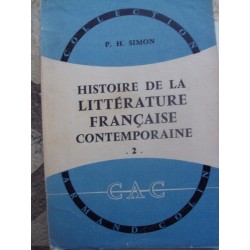 COLLECTION
P. H. SIMON
HISTOIRE DE LA
LITTÉRATURE
FRANÇAISE
CONTEMPORAINE
. 2 .
CAC
ARMAND COLIN